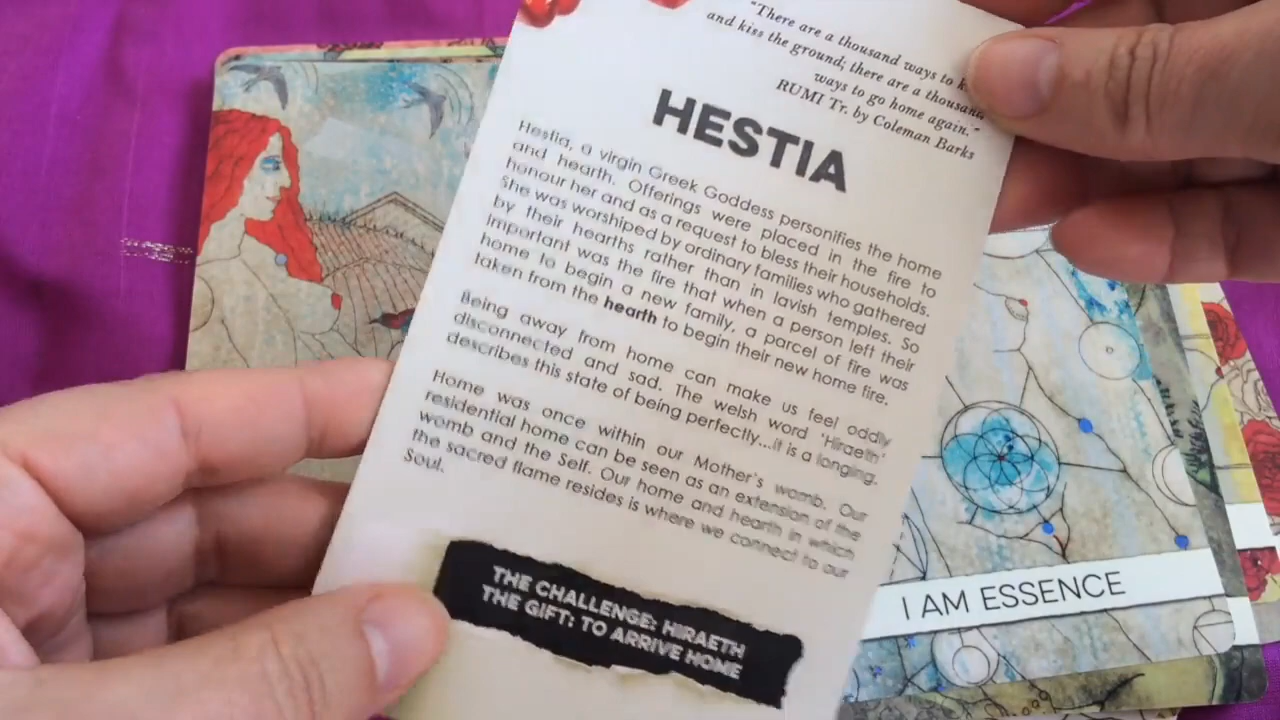 "There are a thousand ways to k
and kiss the ground; there are a thousand
ways to go home again."
RUMI Tr. by Coleman Barks
HESTIA
Hestia, a virgin Greek Goddess personifies the home
and hearth. Offerings were placed in the fire to
honour her and as a request to bless their households.
She was worshiped by ordinary families who gathered
by their hearths rather than in lavish temples. So
important was the fire that when a person left their
home to begin a new family, a parcel of fire was
taken from the hearth to begin their new home fire.
Being away from home can make us feel oddly
disconnected and sad. The welsh word 'Hiraeth'
describes this state of being perfectly...it is a longing.
Home was once within our Mother's womb. Our
residential home can be seen as an extension of the
womb and the Self. Our home and hearth in which
the sacred flame resides is where we connect to our
Soul.
THE CHALLENGE: HIRAETH
THE GIFT: TO ARRIVE HOME
I AM ESSENCE